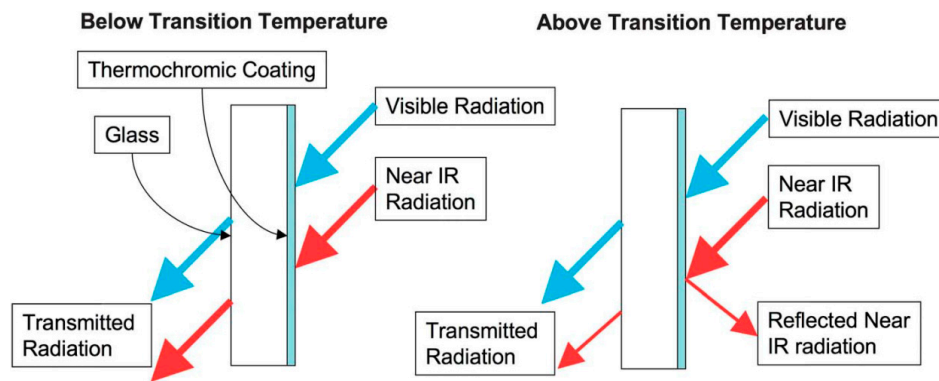 Below Transition Temperature
Thermochromic Coating
Glass
Visible Radiation
Near IR
Radiation
Transmitted
Radiation
Above Transition Temperature
Visible Radiation
Near IR
Radiation
Transmitted
Radiation
Reflected Near
IR radiation